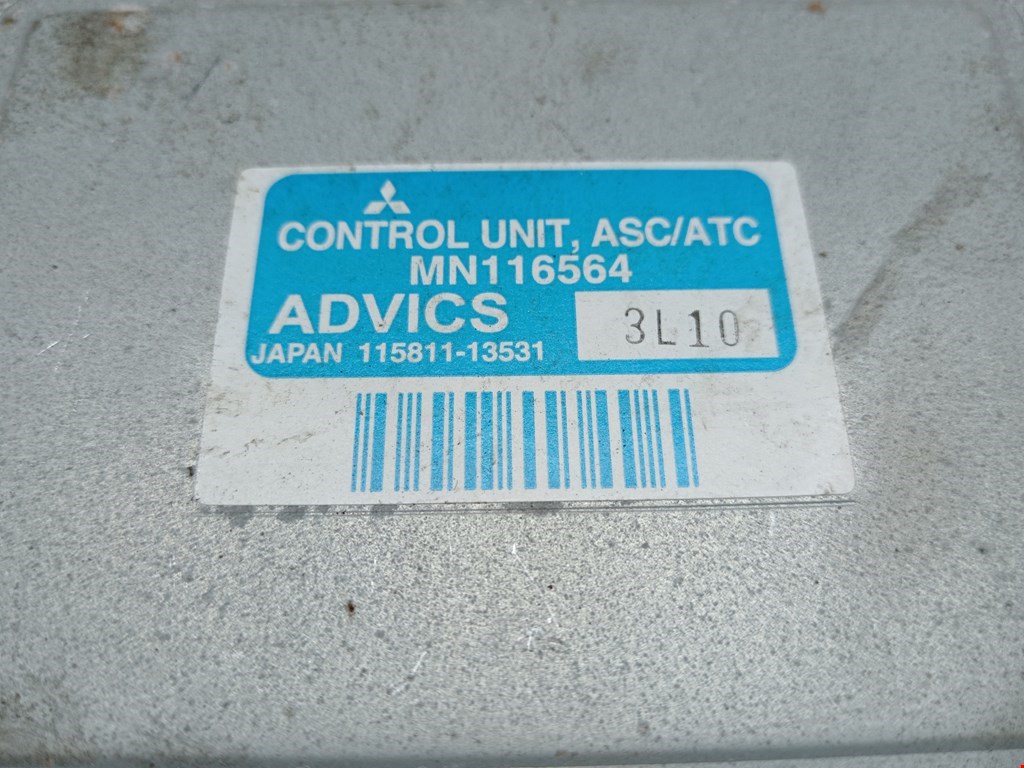 CONTROL UNIT, ASC/ATC
MN116564
ADVICS
3L10
JAPAN 115811-13531